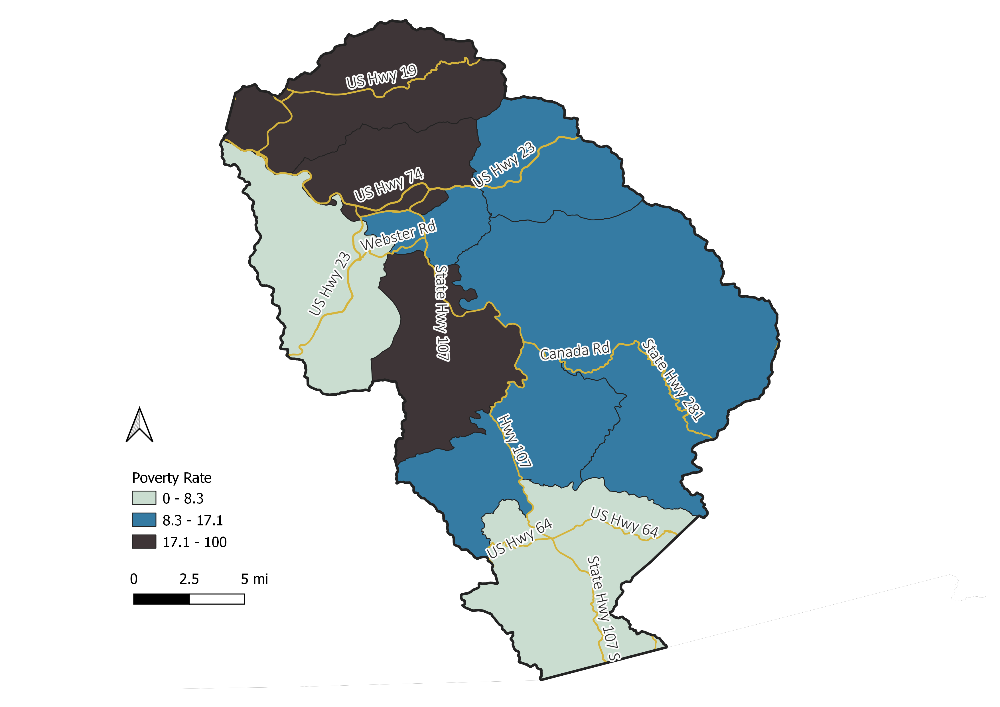 US Hwy 19
US Hwy 23
US Hwy 74
Webster Rd
US Hwy 23
State Hwy 107
Canada Rd
State Hwy 281
Hwy 107
US Hwy 64
US Hwy 64
State Hwy 107 S
Poverty Rate
0 - 8.3
8.3 - 17.1
17.1 - 100
0 2.5 5 mi